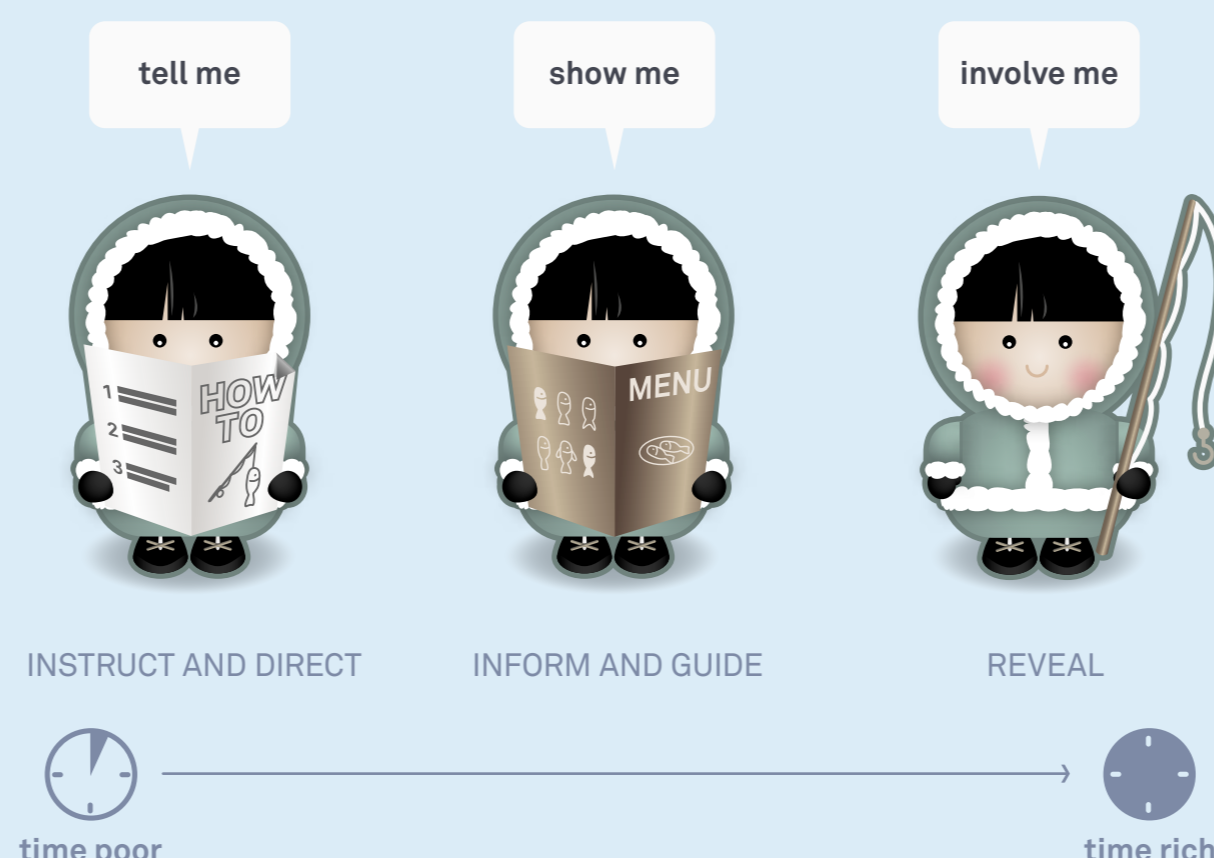 tell me
show me
involve me
1
2
3
HOW
TO
MENU
INSTRUCT AND DIRECT
INFORM AND GUIDE
REVEAL
time poor
time rich